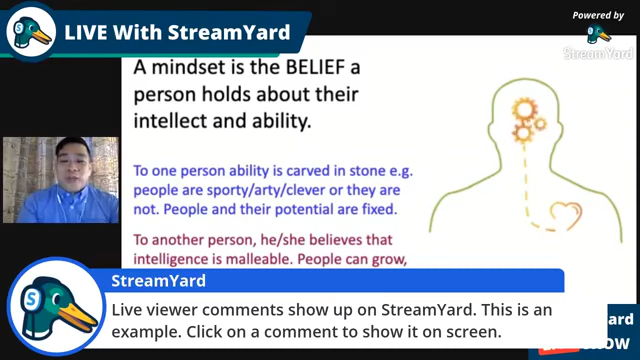 LIVE With StreamYard
Powered by
StreamYard
A mindset is the BELIEF a
person holds about their
intellect and ability.
To one person ability is carved in stone e.g.
people are sporty/arty/clever or they are
not. People and their potential are fixed.
To another person, he/she believes that
intelligence is malleable. People can grow,
StreamYard
Live viewer comments show up on StreamYard. This is an
example. Click on a comment to show it on screen.